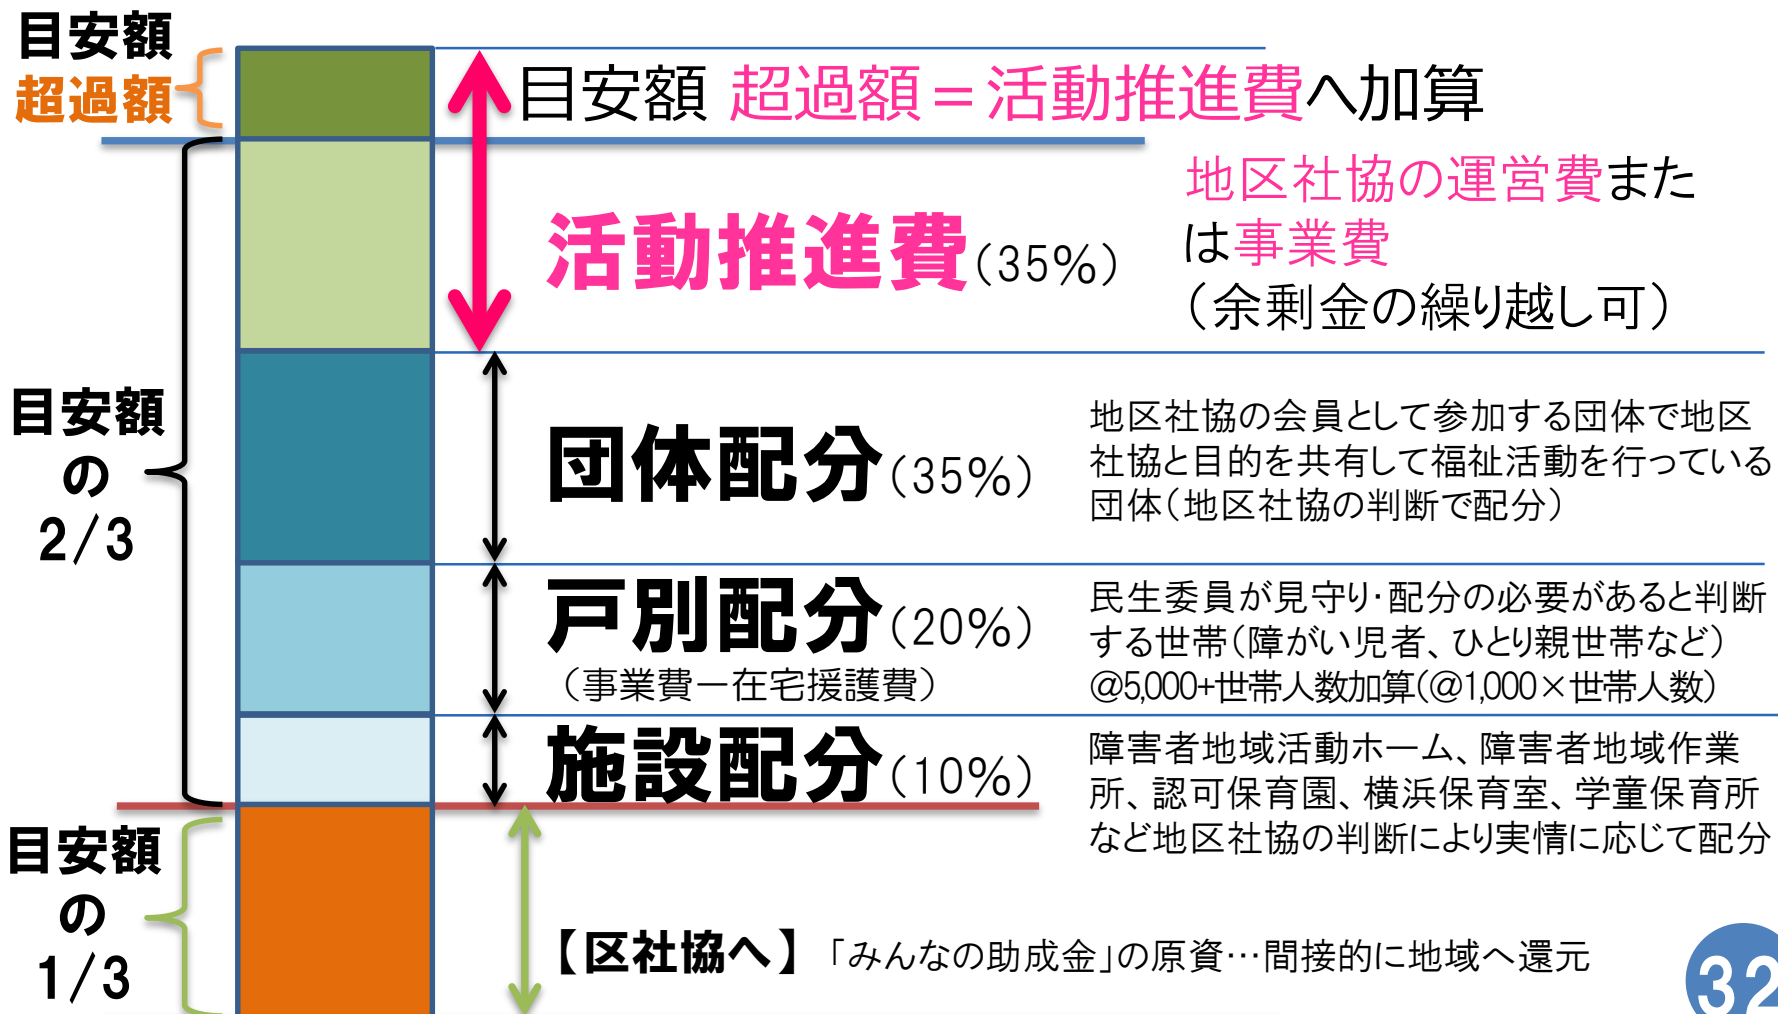 目安額
超過額
目安額 超過額＝活動推進費へ加算
活動推進費(35%)
地区社協の運営費また
は事業費
（余剰金の繰り越し可）
目安額
の
2/3
団体配分(35%)
地区社協の会員として参加する団体で地区
社協と目的を共有して福祉活動を行っている
団体（地区社協の判断で配分）
戸別配分(20%)
（事業費－在宅援護費）
民生委員が見守り・配分の必要があると判断
する世帯（障がい児者、ひとり親世帯など）
@5,000+世帯人数加算(@1,000×世帯人数)
施設配分(10%)
障害者地域活動ホーム、障害者地域作業
所、認可保育園、横浜保育室、学童保育所
など地区社協の判断により実情に応じて配分
目安額
の
1/3
【区社協へ】「みんなの助成金」の原資…間接的に地域へ還元
32